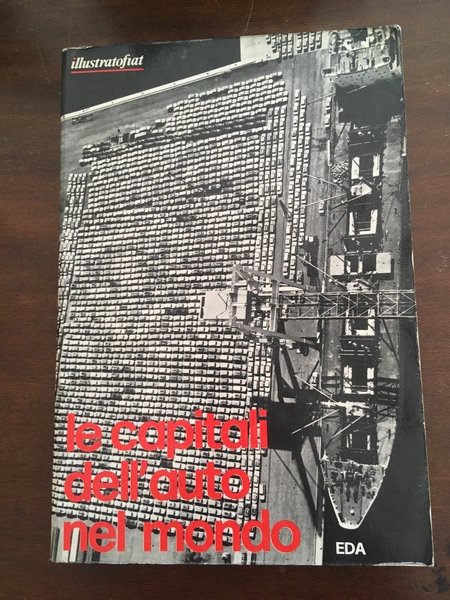 illustratofiat
le capitali
dell'auto
nel mondo
EDA